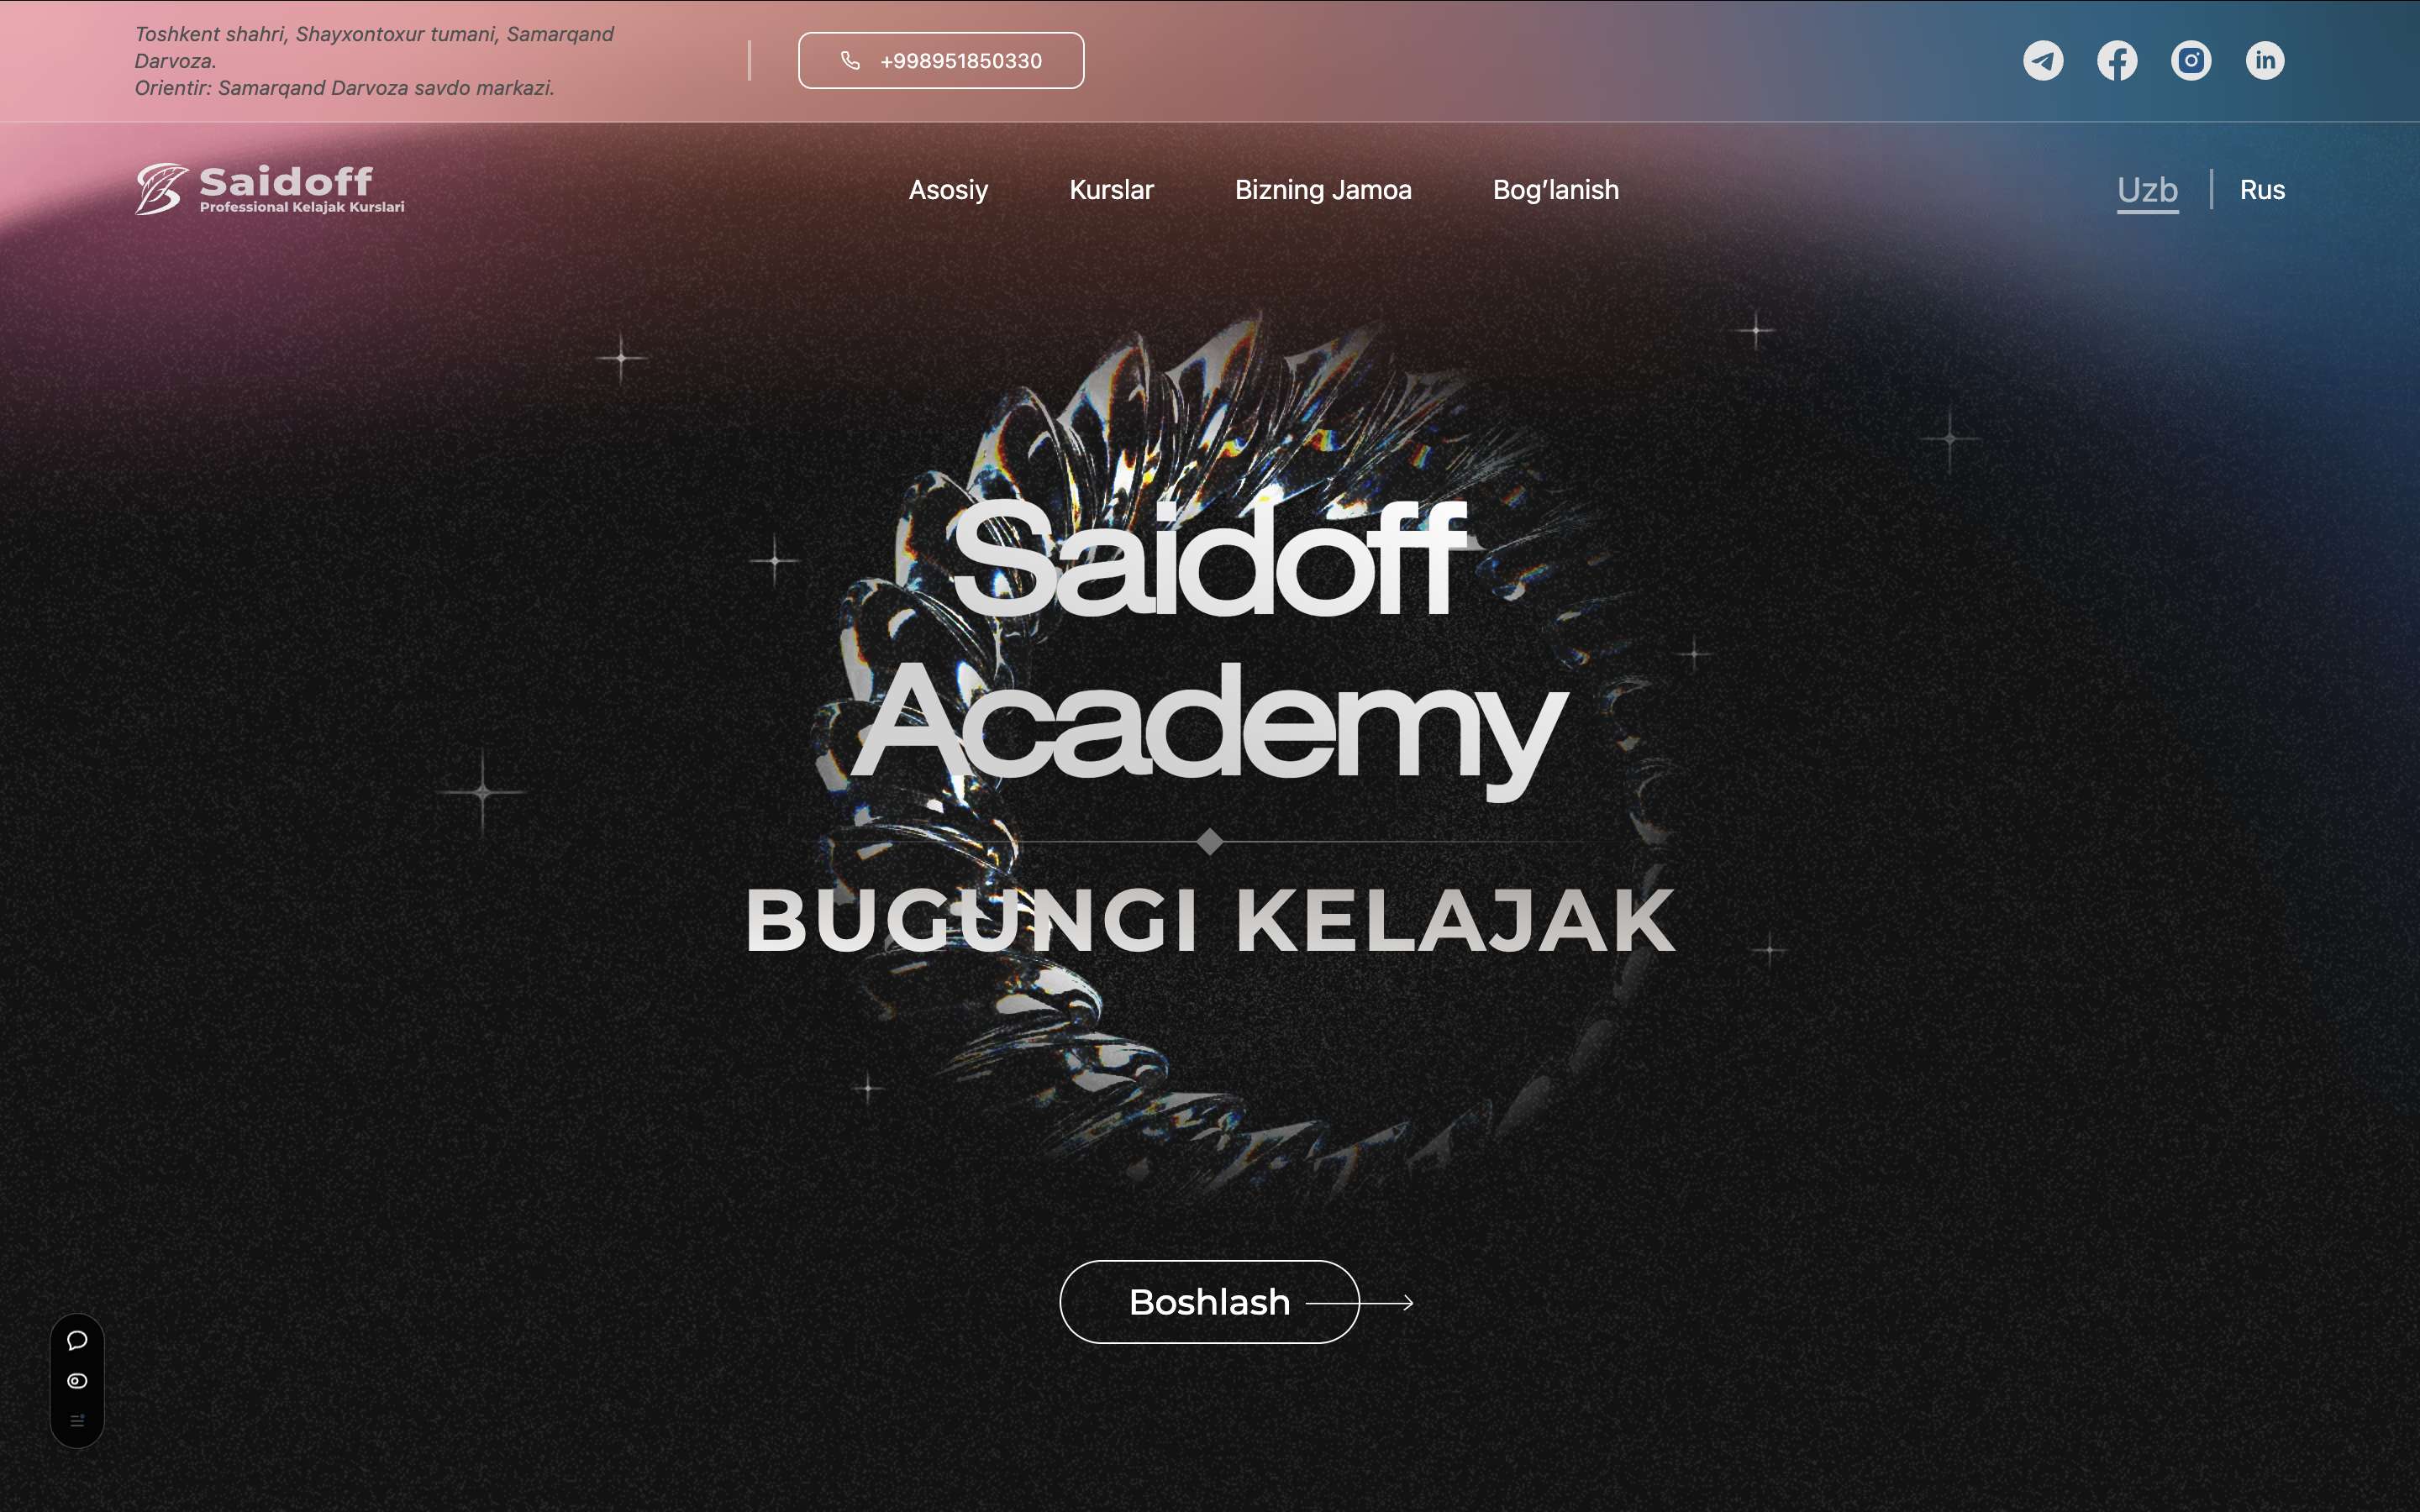 Toshkent shahri, Shayxontoxur tumani, Samarqand
Darvoza.
Orientir: Samarqand Darvoza savdo markazi.
+998951850330
in
Saidoff
Professional Kelajak Kurslari
Asosiy
Kurslar
Bizning Jamoa
Bog‘lanish
Uzb
Rus
Saidoff
Academy
BUGUNGI KELAJAK
Boshlash